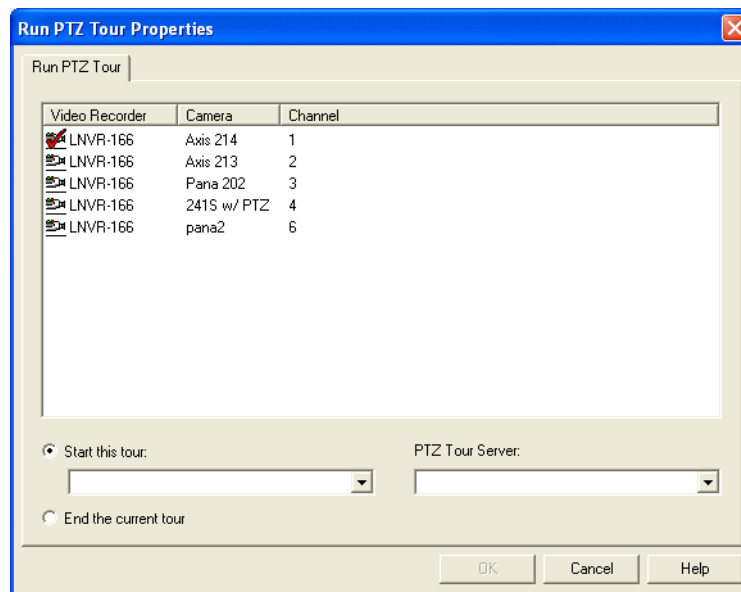 Run PTZ Tour Properties
Run PTZ Tour
Video Recorder Camera Channel
LNVR-166 Axis 214 1
LNVR-166 Axis 213 2
LNVR-166 Pana 202 3
LNVR-166 241S w/ PTZ 4
LNVR-166 pana2 6
Start this tour: PTZ Tour Server:
End the current tour
OK Cancel Help